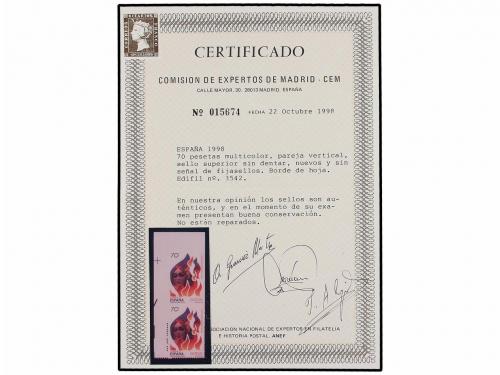 CERTIFICADO
COMISION DE EXPERTOS DE MADRID - CEM
CALLE MAYOR, 30. 28013 MADRID. ESPAÑA
Nº 015674 FECHA 22 Octubre 1998
ESPAÑA 1998
70 pesetas multicolor, pareja vertical,
sello superior sin dentar, nuevos y sin
señal de fijasellos. Borde de hoja.
Edifil nº. 3542.
En nuestra opinión los sellos son au-
ténticos, y en el momento de su exa-
men presentan buena conservación.
No están reparados.
70
ESPAÑA
70
ESPAÑA
ASOCIACION NACIONAL DE EXPERTOS EN FILATELIA
E HISTORIA POSTAL. ANEF